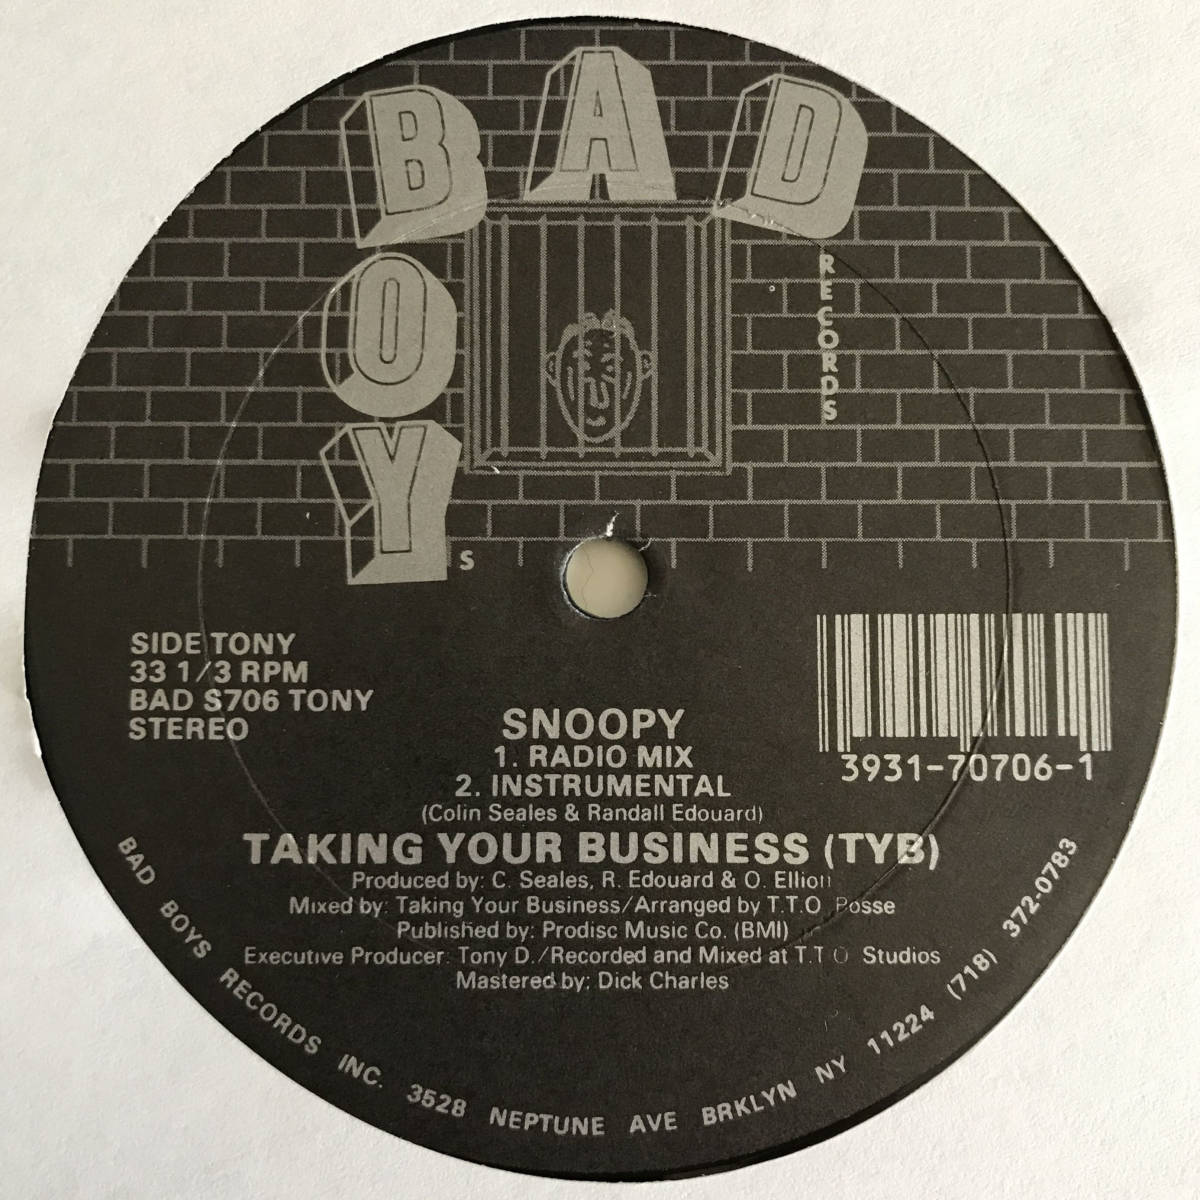 BAD
BOYS
RECORDS
SIDE TONY
33 1/3 RPM
BAD S706 TONY
STEREO
SNOOPY
1. RADIO MIX
2. INSTRUMENTAL
(Colin Seales & Randall Edouard)
3931-70706-1
TAKING YOUR BUSINESS (TYB)
Produced by: C. Seales, R. Edouard & O. Elliott
Mixed by: Taking Your Business/Arranged by T.T.O. Posse
Published by: Prodisc Music Co. (BMI)
Executive Producer: Tony D./Recorded and Mixed at T.T.O. Studios
Mastered by: Dick Charles
BAD BOYS RECORDS INC. 3528 NEPTUNE AVE BRKLYN NY 11224 (718) 372-0783